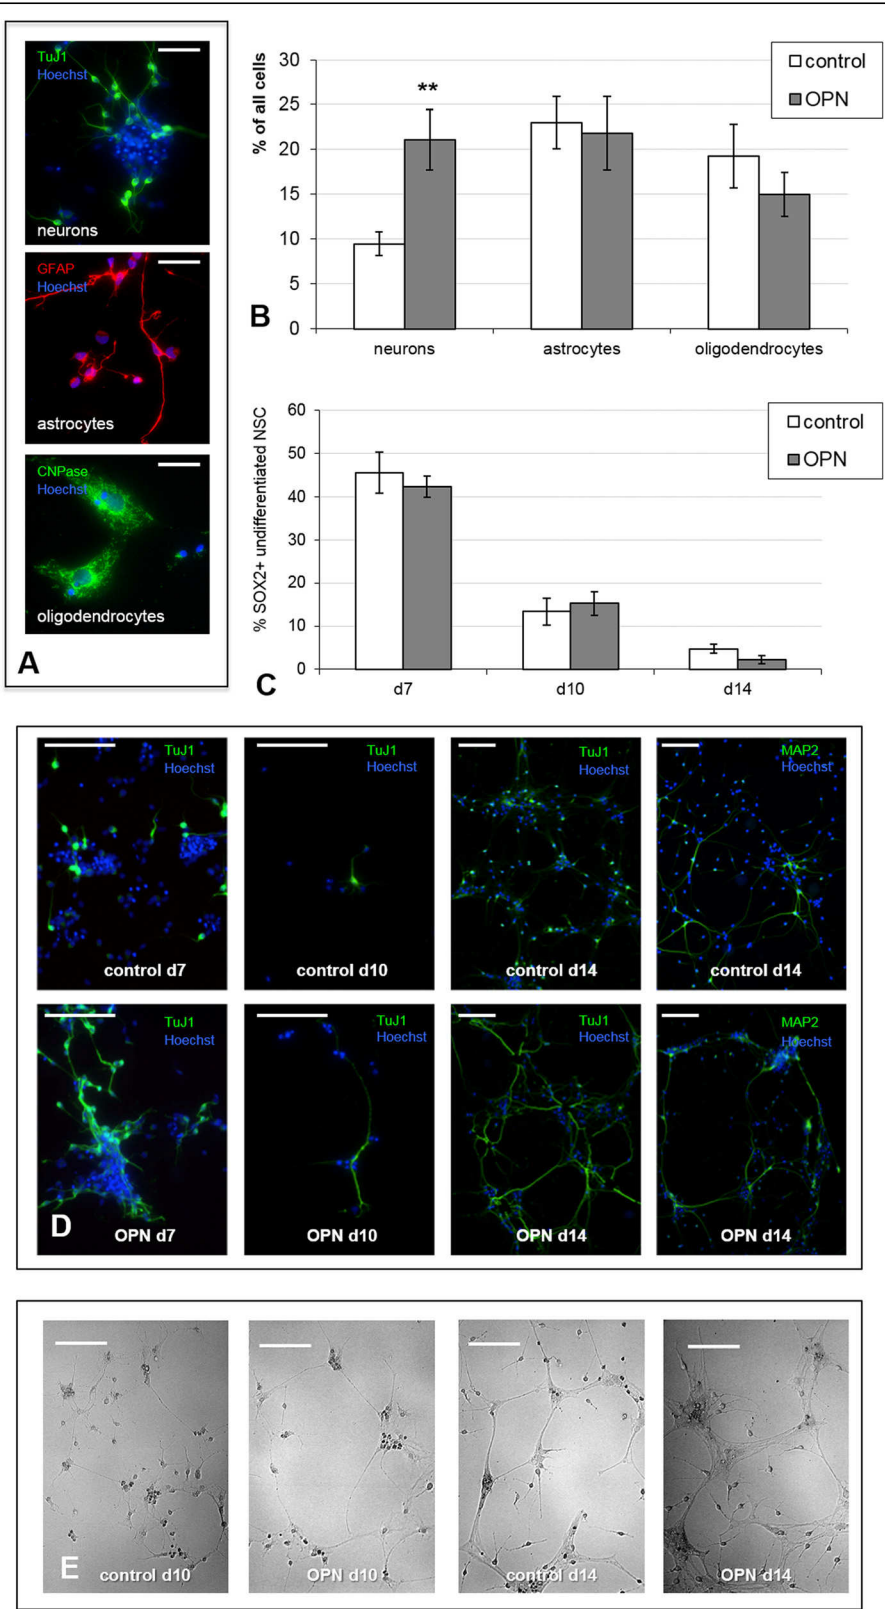 TuJ1
Hoechst
neurons
GFAP
Hoechst
astrocytes
CNPase
Hoechst
oligodendrocytes
A
% of all cells
30
25
20
15
10
5
0
**
control
OPN
neurons
astrocytes
oligodendrocytes
B
% SOX2+ undifferentiated NSC
60
50
40
30
20
10
0
control
OPN
d7
d10
d14
C
TuJ1
Hoechst
control d7
TuJ1
Hoechst
control d10
TuJ1
Hoechst
control d14
MAP2
Hoechst
control d14
TuJ1
Hoechst
OPN d7
TuJ1
Hoechst
OPN d10
TuJ1
Hoechst
OPN d14
MAP2
Hoechst
OPN d14
D
E
control d10
OPN d10
control d14
OPN d14